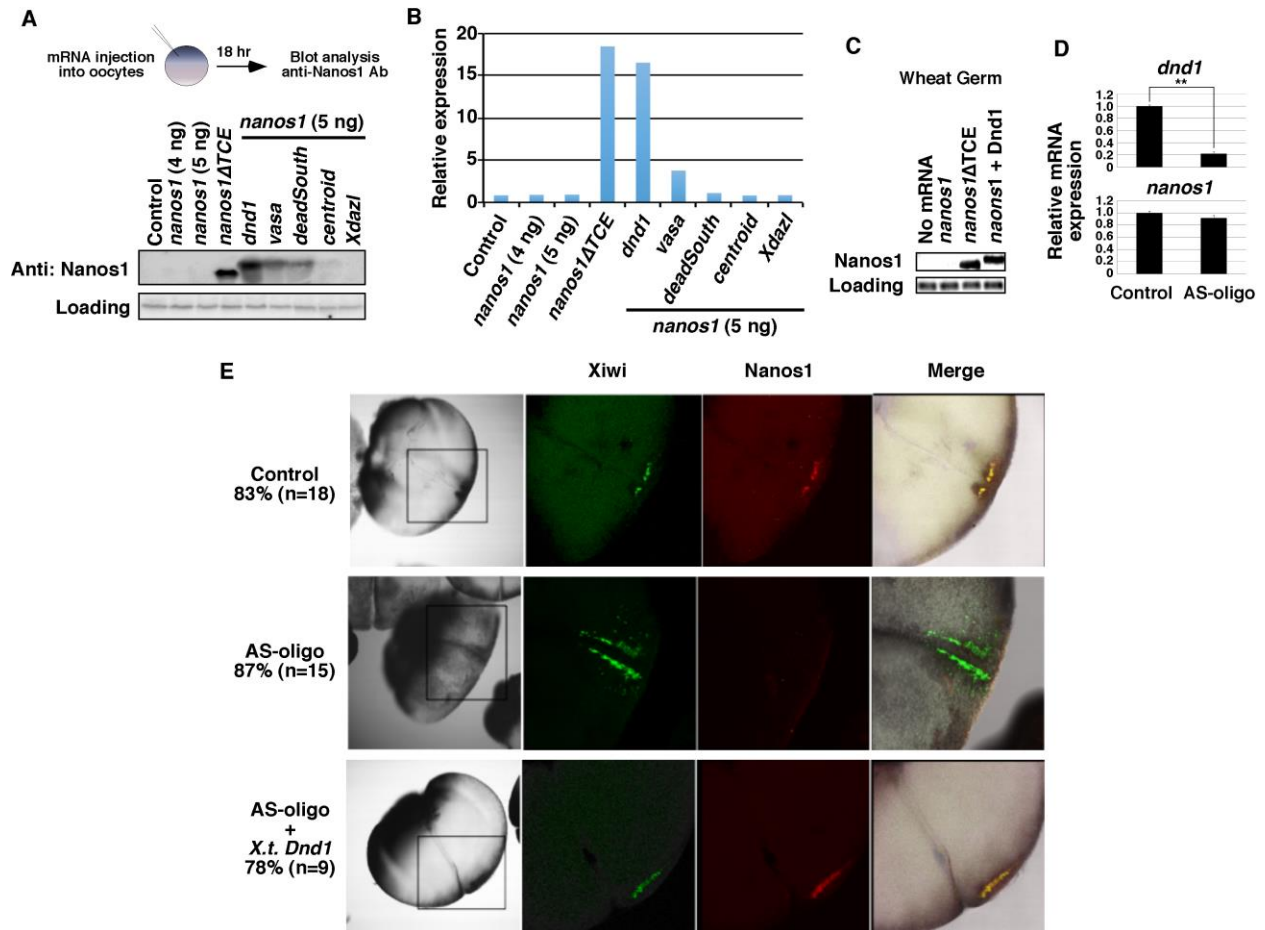 A
mRNA injection
into oocytes
18 hr
Blot analysis
anti-Nanos1 Ab
nanos1 (5 ng)
Control
nanos1 (4 ng)
nanos1 (5 ng)
nanos1ΔTCE
dnd1
vasa
deadSouth
centroid
Xdazl
Anti: Nanos1
Loading
B
Relative expression
20
15
10
5
0
Control
nanos1 (4 ng)
nanos1 (5 ng)
nanos1ΔTCE
dnd1
vasa
deadSouth
centroid
Xdazl
nanos1 (5 ng)
C
Wheat Germ
No mRNA
nanos1
nanos1ΔTCE
naons1 + Dnd1
Nanos1
Loading
D
Relative mRNA
expression
dnd1
**
1.2
1.0
0.8
0.6
0.4
0.2
0
nanos1
1.2
1.0
0.8
0.6
0.4
0.2
0
Control AS-oligo
E
Xiwi Nanos1 Merge
Control
83% (n=18)
AS-oligo
87% (n=15)
AS-oligo
+
X.t. Dnd1
78% (n=9)